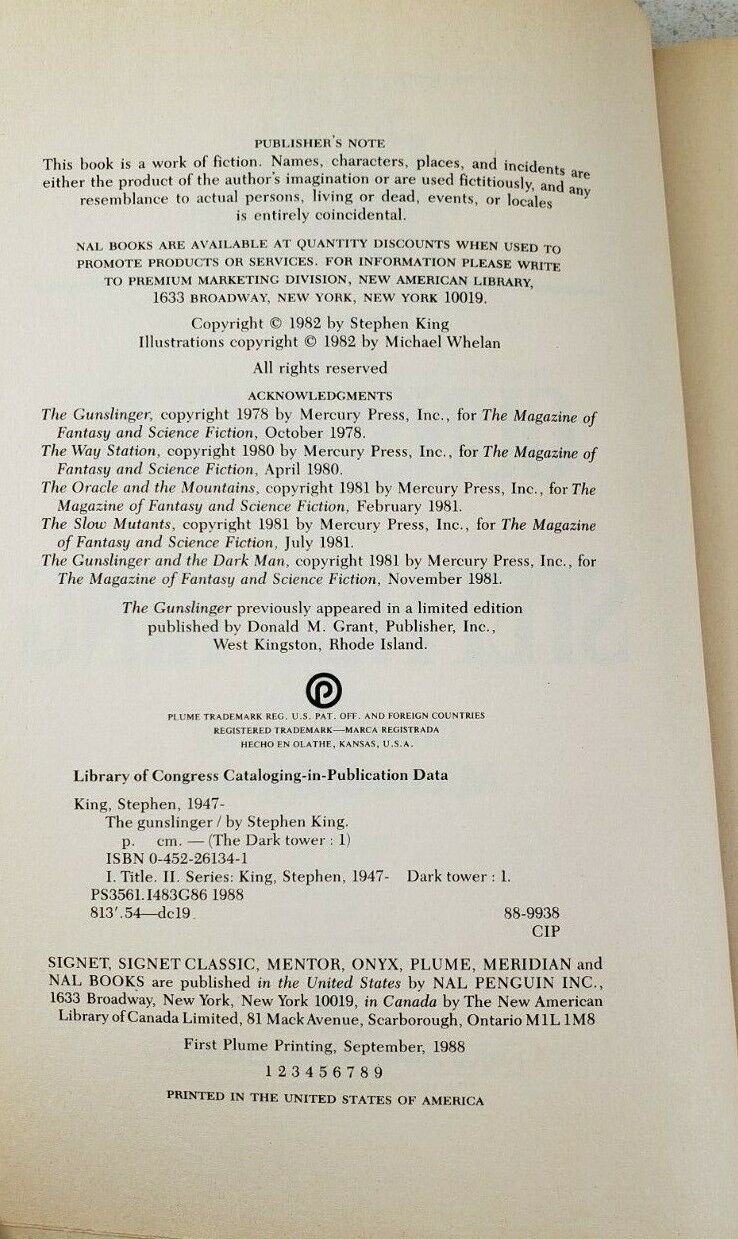 PUBLISHER'S NOTE
This book is a work of fiction. Names, characters, places, and incidents are
either the product of the author's imagination or are used fictitiously, and any
resemblance to actual persons, living or dead, events, or locales
is entirely coincidental.
NAL BOOKS ARE AVAILABLE AT QUANTITY DISCOUNTS WHEN USED TO
PROMOTE PRODUCTS OR SERVICES. FOR INFORMATION PLEASE WRITE
TO PREMIUM MARKETING DIVISION, NEW AMERICAN LIBRARY,
1633 BROADWAY, NEW YORK, NEW YORK 10019.
Copyright © 1982 by Stephen King
Illustrations copyright © 1982 by Michael Whelan
All rights reserved
ACKNOWLEDGMENTS
The Gunslinger, copyright 1978 by Mercury Press, Inc., for The Magazine of
Fantasy and Science Fiction, October 1978.
The Way Station, copyright 1980 by Mercury Press, Inc., for The Magazine of
Fantasy and Science Fiction, April 1980.
The Oracle and the Mountains, copyright 1981 by Mercury Press, Inc., for The
Magazine of Fantasy and Science Fiction, February 1981.
The Slow Mutants, copyright 1981 by Mercury Press, Inc., for The Magazine
of Fantasy and Science Fiction, July 1981.
The Gunslinger and the Dark Man, copyright 1981 by Mercury Press, Inc., for
The Magazine of Fantasy and Science Fiction, November 1981.
The Gunslinger previously appeared in a limited edition
published by Donald M. Grant, Publisher, Inc.,
West Kingston, Rhode Island.
PLUME TRADEMARK REG. U.S. PAT. OFF. AND FOREIGN COUNTRIES
REGISTERED TRADEMARK—MARCA REGISTRADA
HECHO EN OLATHE, KANSAS, U.S.A.
Library of Congress Cataloging-in-Publication Data
King, Stephen, 1947-
The gunslinger / by Stephen King.
p. cm. — (The Dark tower : 1)
ISBN 0-452-26134-1
I. Title. II. Series: King, Stephen, 1947- Dark tower : 1.
PS3561.I483G86 1988
813'.54—dc19 88-9938
CIP
SIGNET, SIGNET CLASSIC, MENTOR, ONYX, PLUME, MERIDIAN and
NAL BOOKS are published in the United States by NAL PENGUIN INC.,
1633 Broadway, New York, New York 10019, in Canada by The New American
Library of Canada Limited, 81 Mack Avenue, Scarborough, Ontario M1L 1M8
First Plume Printing, September, 1988
1 2 3 4 5 6 7 8 9
PRINTED IN THE UNITED STATES OF AMERICA